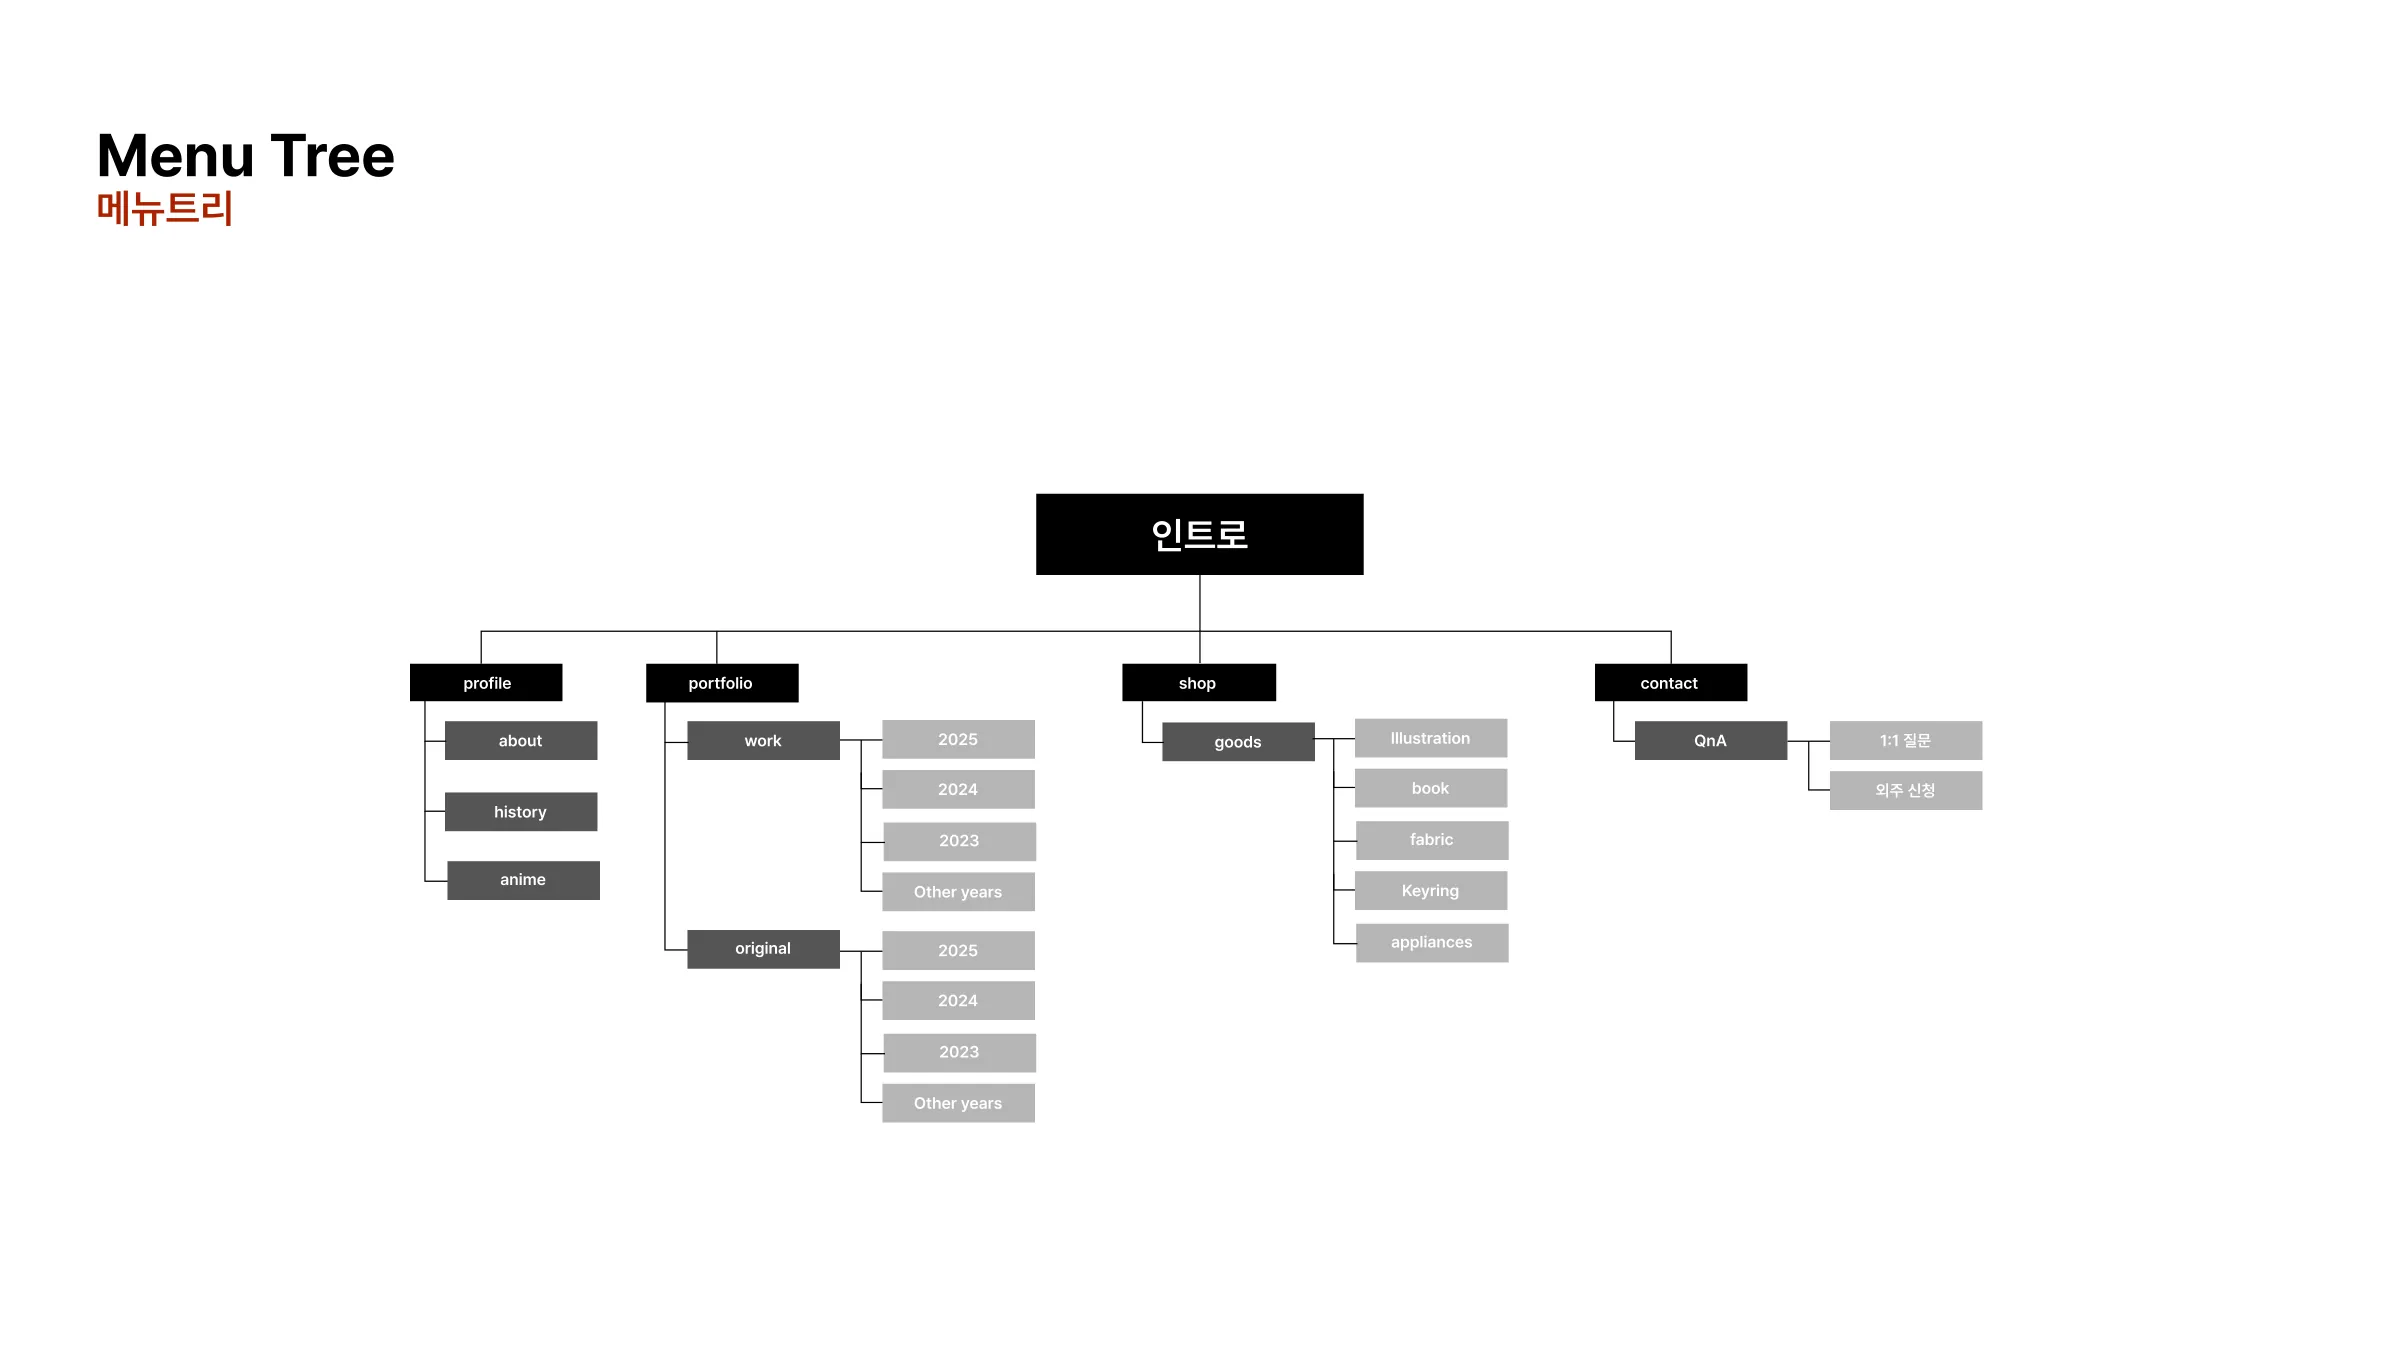 Menu Tree
메뉴트리
인트로
profile
about
history
anime
portfolio
work
2025
2024
2023
Other years
original
2025
2024
2023
Other years
shop
goods
Illustration
book
fabric
Keyring
appliances
contact
QnA
1:1 질문
외주 신청